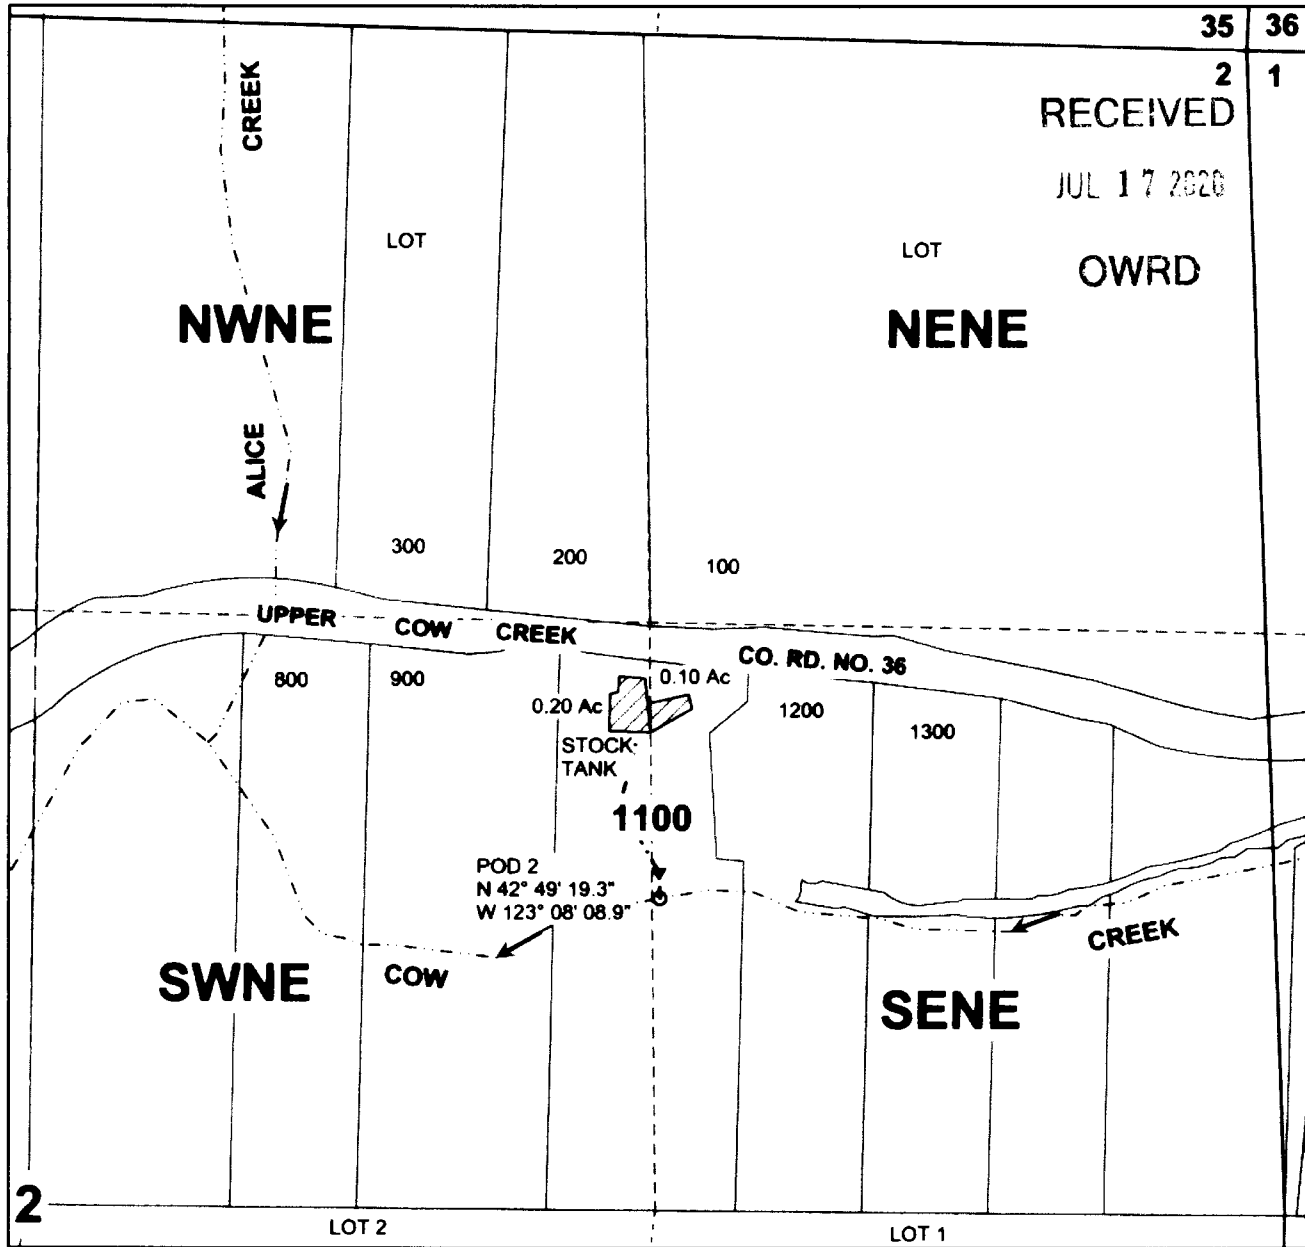 35 36
2 1
RECEIVED
JUL 17 2020
OWRD
CREEK
LOT
LOT
NWNE
NENE
ALICE
300
200
100
UPPER COW CREEK
CO. RD. NO. 36
800
900
0.20 Ac
0.10 Ac
1200
1300
STOCK-
TANK
1100
POD 2
N 42° 49' 19.3"
W 123° 08' 08.9"
CREEK
COW
SWNE
SENE
2
LOT 2
LOT 1